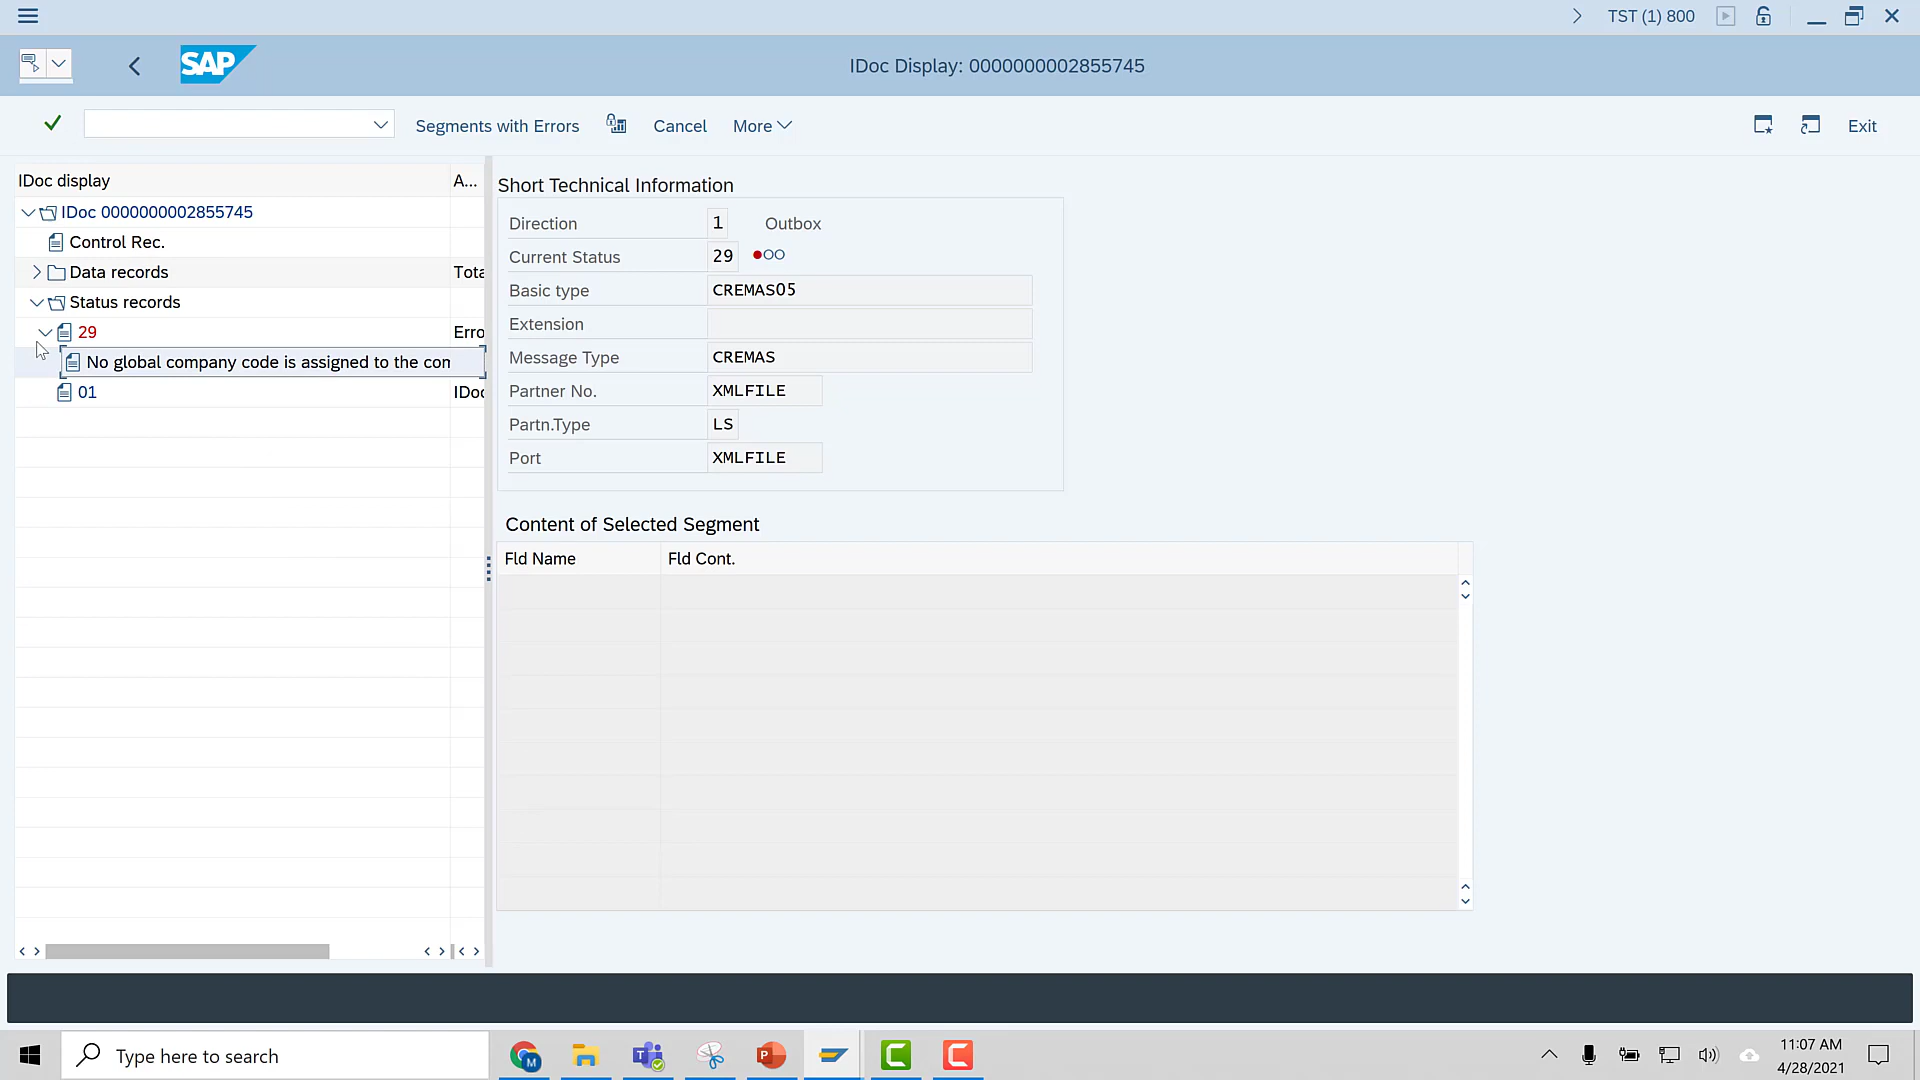 TST (1) 800
SAP
IDoc Display: 0000000002855745
Segments with Errors
Cancel
More
Exit
IDoc display
A...
IDoc 0000000002855745
Control Rec.
Data records
Tota
Status records
29
Erro
No global company code is assigned to the con
01
IDoc
Short Technical Information
Direction
1
Outbox
Current Status
29
Basic type
CREMAS05
Extension
Message Type
CREMAS
Partner No.
XMLFILE
Partn.Type
LS
Port
XMLFILE
Content of Selected Segment
Fld Name
Fld Cont.
Type here to search
11:07 AM
4/28/2021